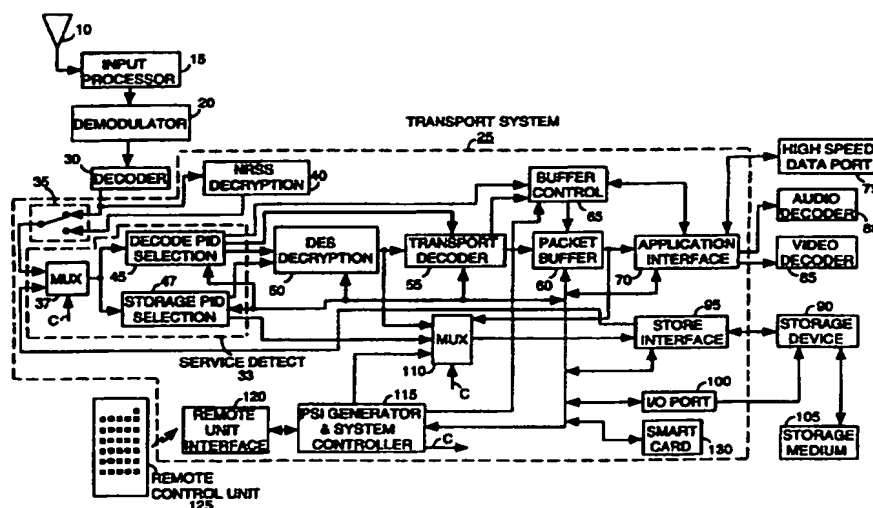 10
INPUT
PROCESSOR
15
DEMODULATOR
20
TRANSPORT SYSTEM
25
30
DECODER
35
NRSS
DECRYPTION
40
BUFFER
CONTROL
65
HIGH SPEED
DATA PORT
75
AUDIO
DECODER
VIDEO
DECODER
85
DECODE PID
SELECTION
45
DES
DECRYPTION
50
TRANSPORT
DECODER
55
PACKET
BUFFER
60
APPLICATION
INTERFACE
70
MUX
37
C
47
STORAGE PID
SELECTION
SERVICE DETECT
33
MUX
110
C
95
STORE
INTERFACE
90
STORAGE
DEVICE
100
I/O PORT
105
STORAGE
MEDIUM
SMART
CARD
130
120
REMOTE
UNIT
INTERFACE
115
PSI GENERATOR
& SYSTEM
CONTROLLER
C
REMOTE
CONTROL UNIT
125